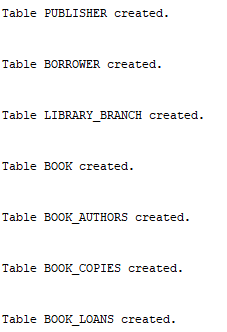 Table PUBLISHER created.
Table BORROWER created.
Table LIBRARY_BRANCH created.
Table BOOK created.
Table BOOK_AUTHORS created.
Table BOOK_COPIES created.
Table BOOK_LOANS created.